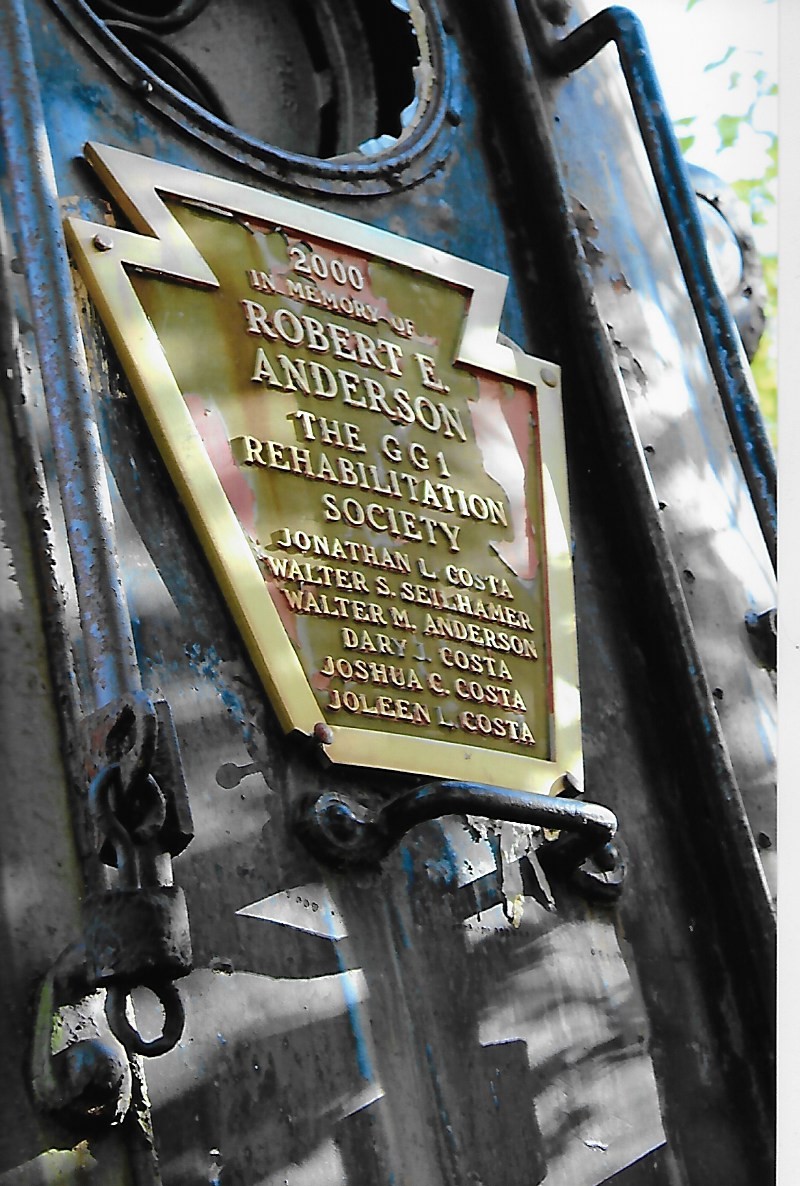 2000
IN MEMORY OF
ROBERT E.
ANDERSON
THE GG1
REHABILITATION
SOCIETY
JONATHAN L. COSTA
WALTER S. SEILHAMER
WALTER M. ANDERSON
DARY J. COSTA
JOSHUA C. COSTA
JOLEEN L. COSTA